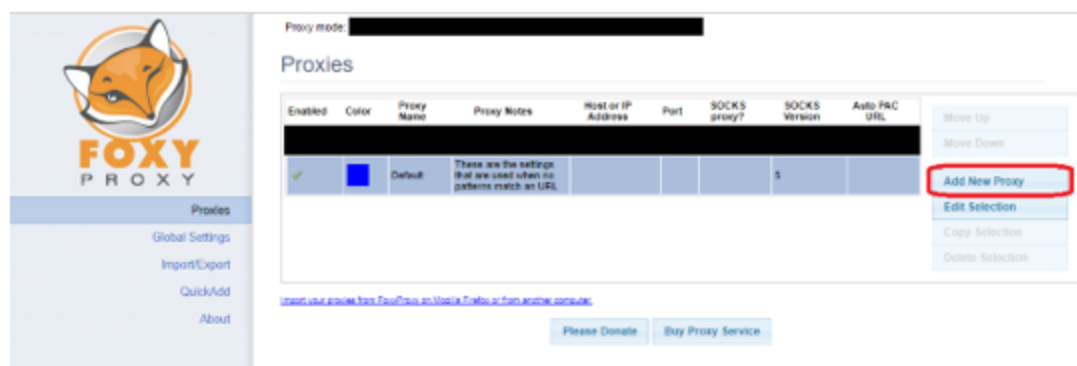 Proxy mode:
FOXY
PROXY
Proxies
Enabled Color Proxy Name Proxy Notes Host or IP Address Port SOCKS proxy? SOCKS Version Auto PAC URL
Default These are the settings that are used when no patterns match an URL. 5
Move Up
Move Down
Add New Proxy
Edit Selection
Copy Selection
Delete Selection
Proxies
Global Settings
Import/Export
QuickAdd
About
Import your proxies from FoxyProxy on Mozilla Firefox or from another computer.
Please Donate Buy Proxy Service